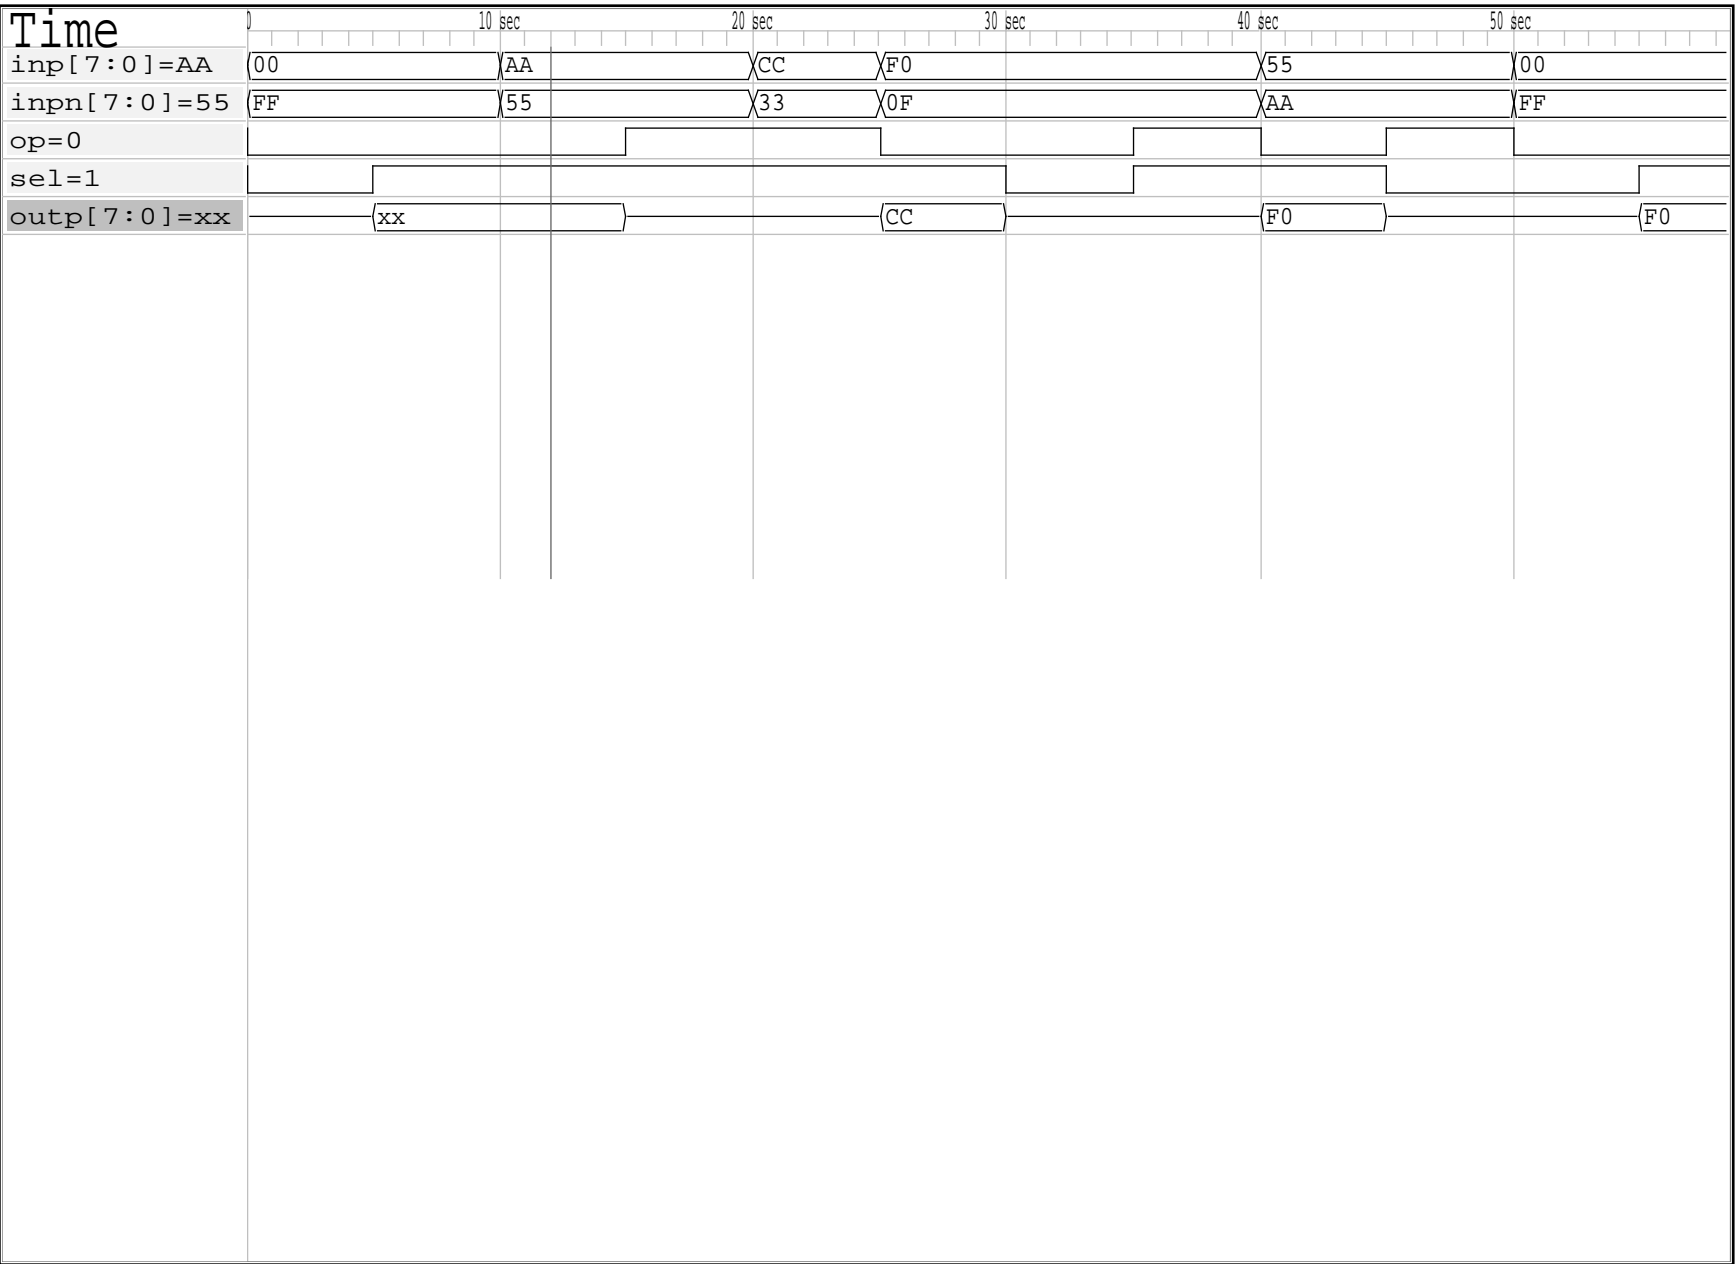 Time 0 10 sec 20 sec 30 sec 40 sec 50 sec
inp[7:0]=AA 00 AA CC F0 55 00
inpn[7:0]=55 FF 55 33 0F AA FF
op=0
sel=1
outp[7:0]=xx xx CC F0 F0